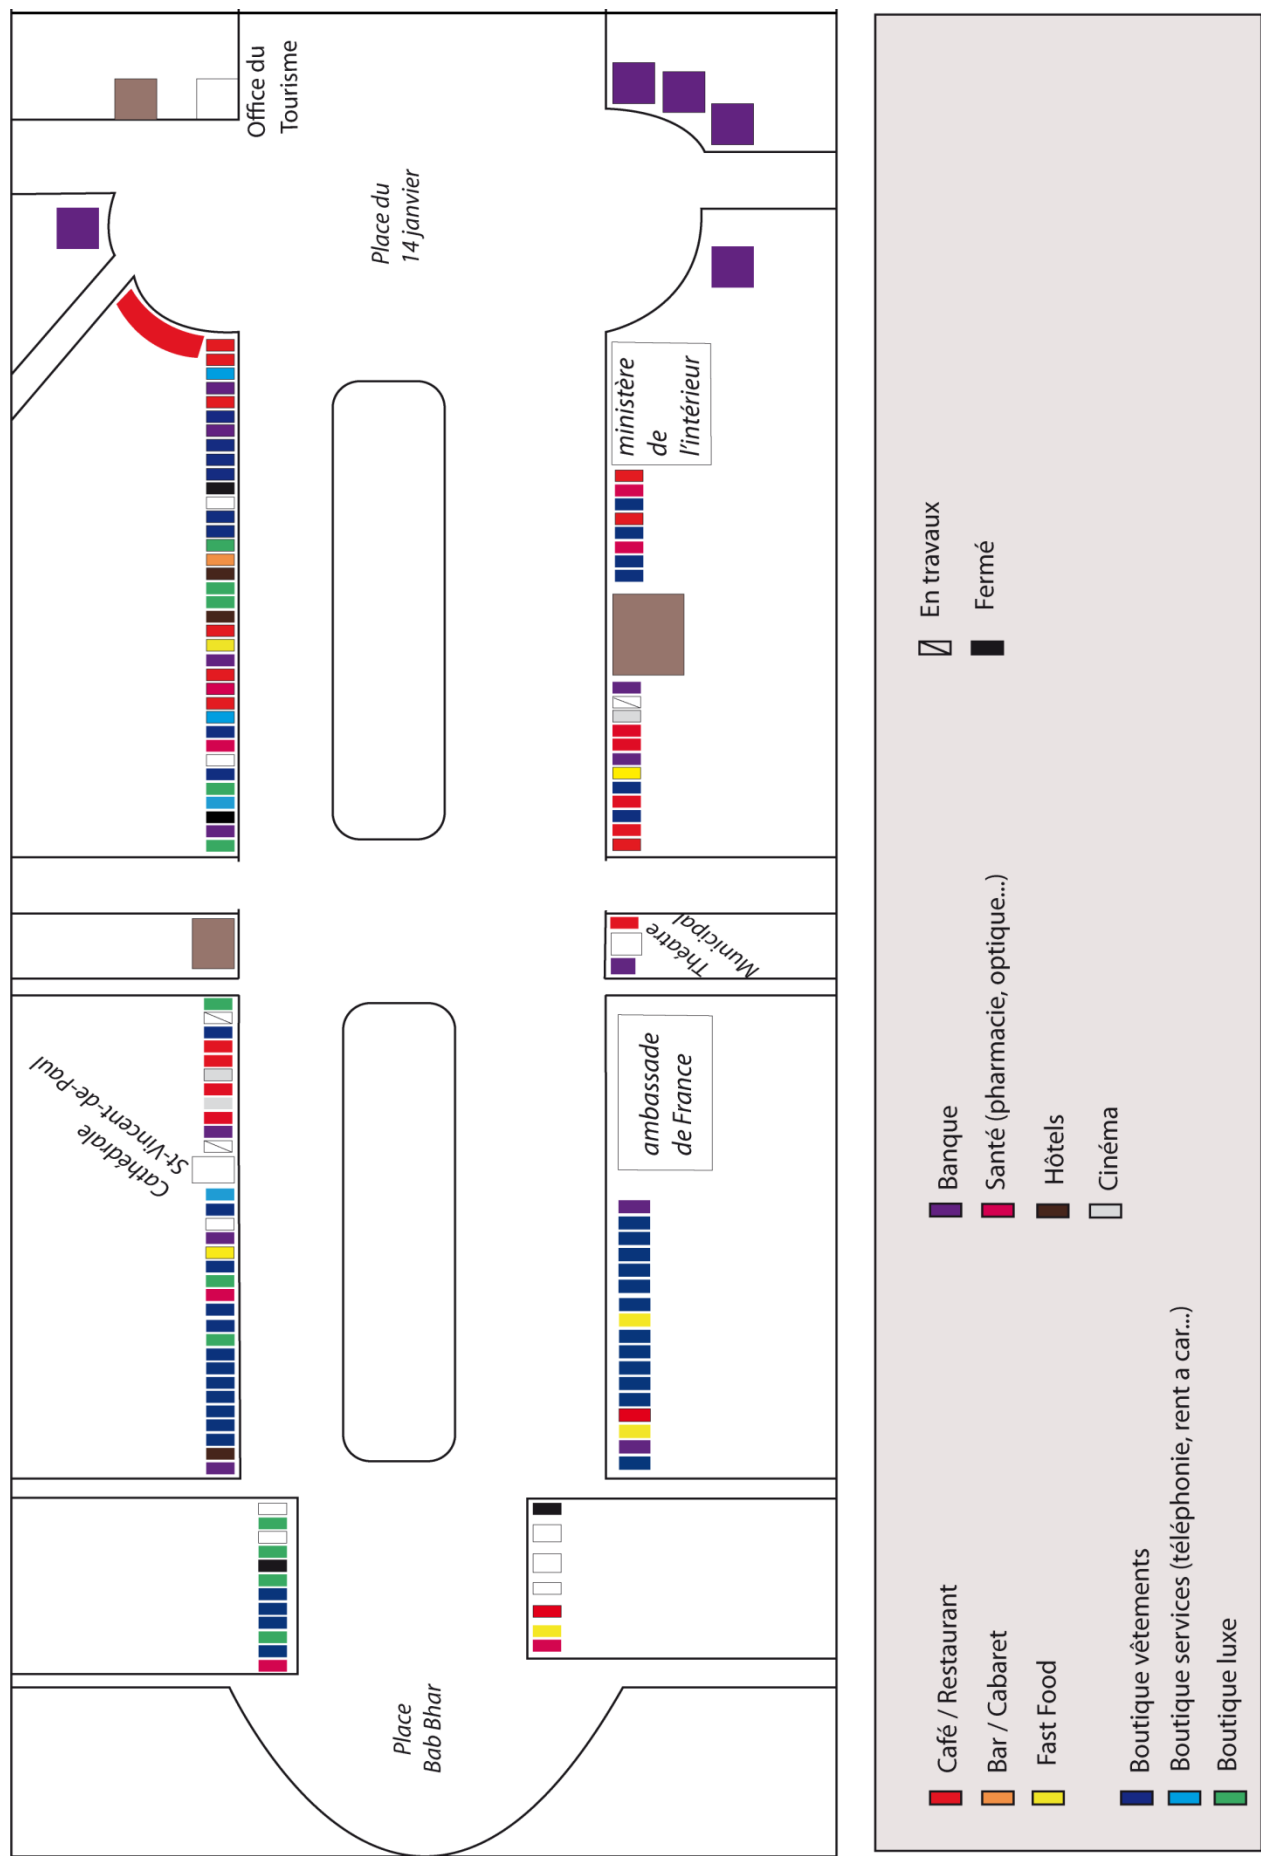 Office du
Tourisme
Place du
14 janvier
ministère
de
l'intérieur
Théatre
Municipal
Cathédrale
St-Vincent-de-Paul
ambassade
de France
Place
Bab Bhar
Café / Restaurant
Bar / Cabaret
Fast Food
Boutique vêtements
Boutique services (téléphonie, rent a car...)
Boutique luxe
Banque
Santé (pharmacie, optique...)
Hôtels
Cinéma
En travaux
Fermé